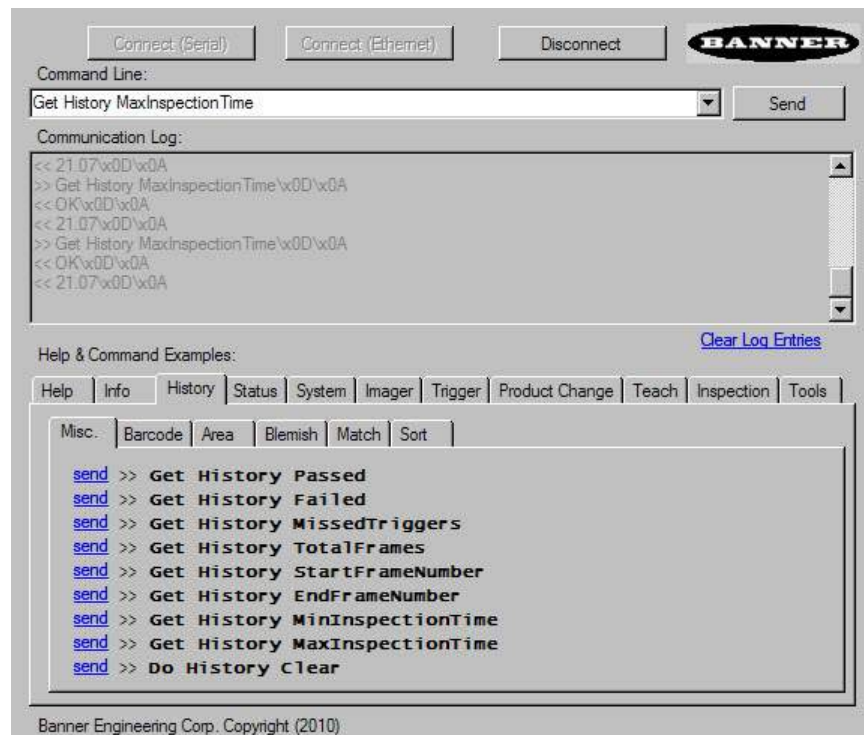 Connect (Serial) Connect (Ethernet) Disconnect BANNER
Command Line:
Get History MaxInspectionTime Send
Communication Log:
<< 21.07\x0D\x0A
>> Get History MaxInspectionTime\x0D\x0A
<< OK\x0D\x0A
<< 21.07\x0D\x0A
>> Get History MaxInspectionTime\x0D\x0A
<< OK\x0D\x0A
<< 21.07\x0D\x0A
Clear Log Entries
Help & Command Examples:
Help Info History Status System Imager Trigger Product Change Teach Inspection Tools
Misc. Barcode Area Blemish Match Sort
send >> Get History Passed
send >> Get History Failed
send >> Get History MissedTriggers
send >> Get History TotalFrames
send >> Get History StartFrameNumber
send >> Get History EndFrameNumber
send >> Get History MinInspectionTime
send >> Get History MaxInspectionTime
send >> Do History Clear
Banner Engineering Corp. Copyright (2010)